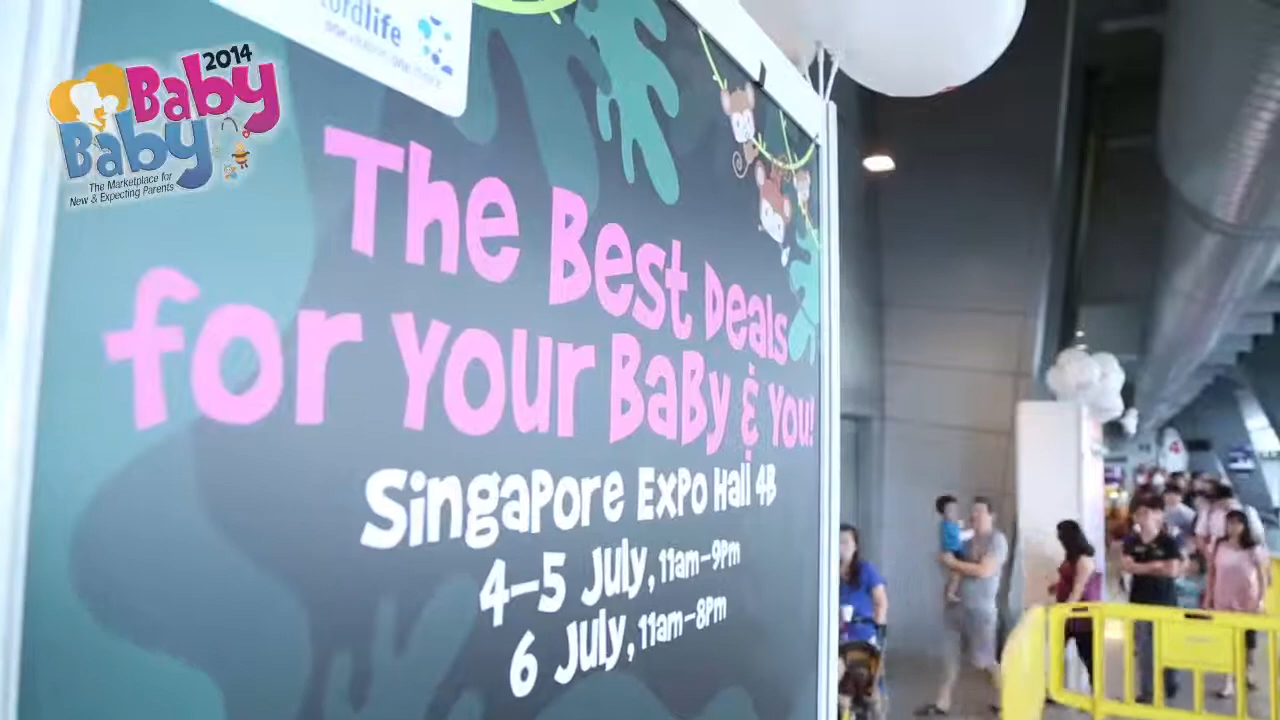 2014
Baby
Baby
The Marketplace for
New & Expecting Parents
cordlife
The Best Deals
for your Baby & You!
Singapore Expo Hall 4B
4-5 July, 11am-9pm
6 July, 11am-8pm